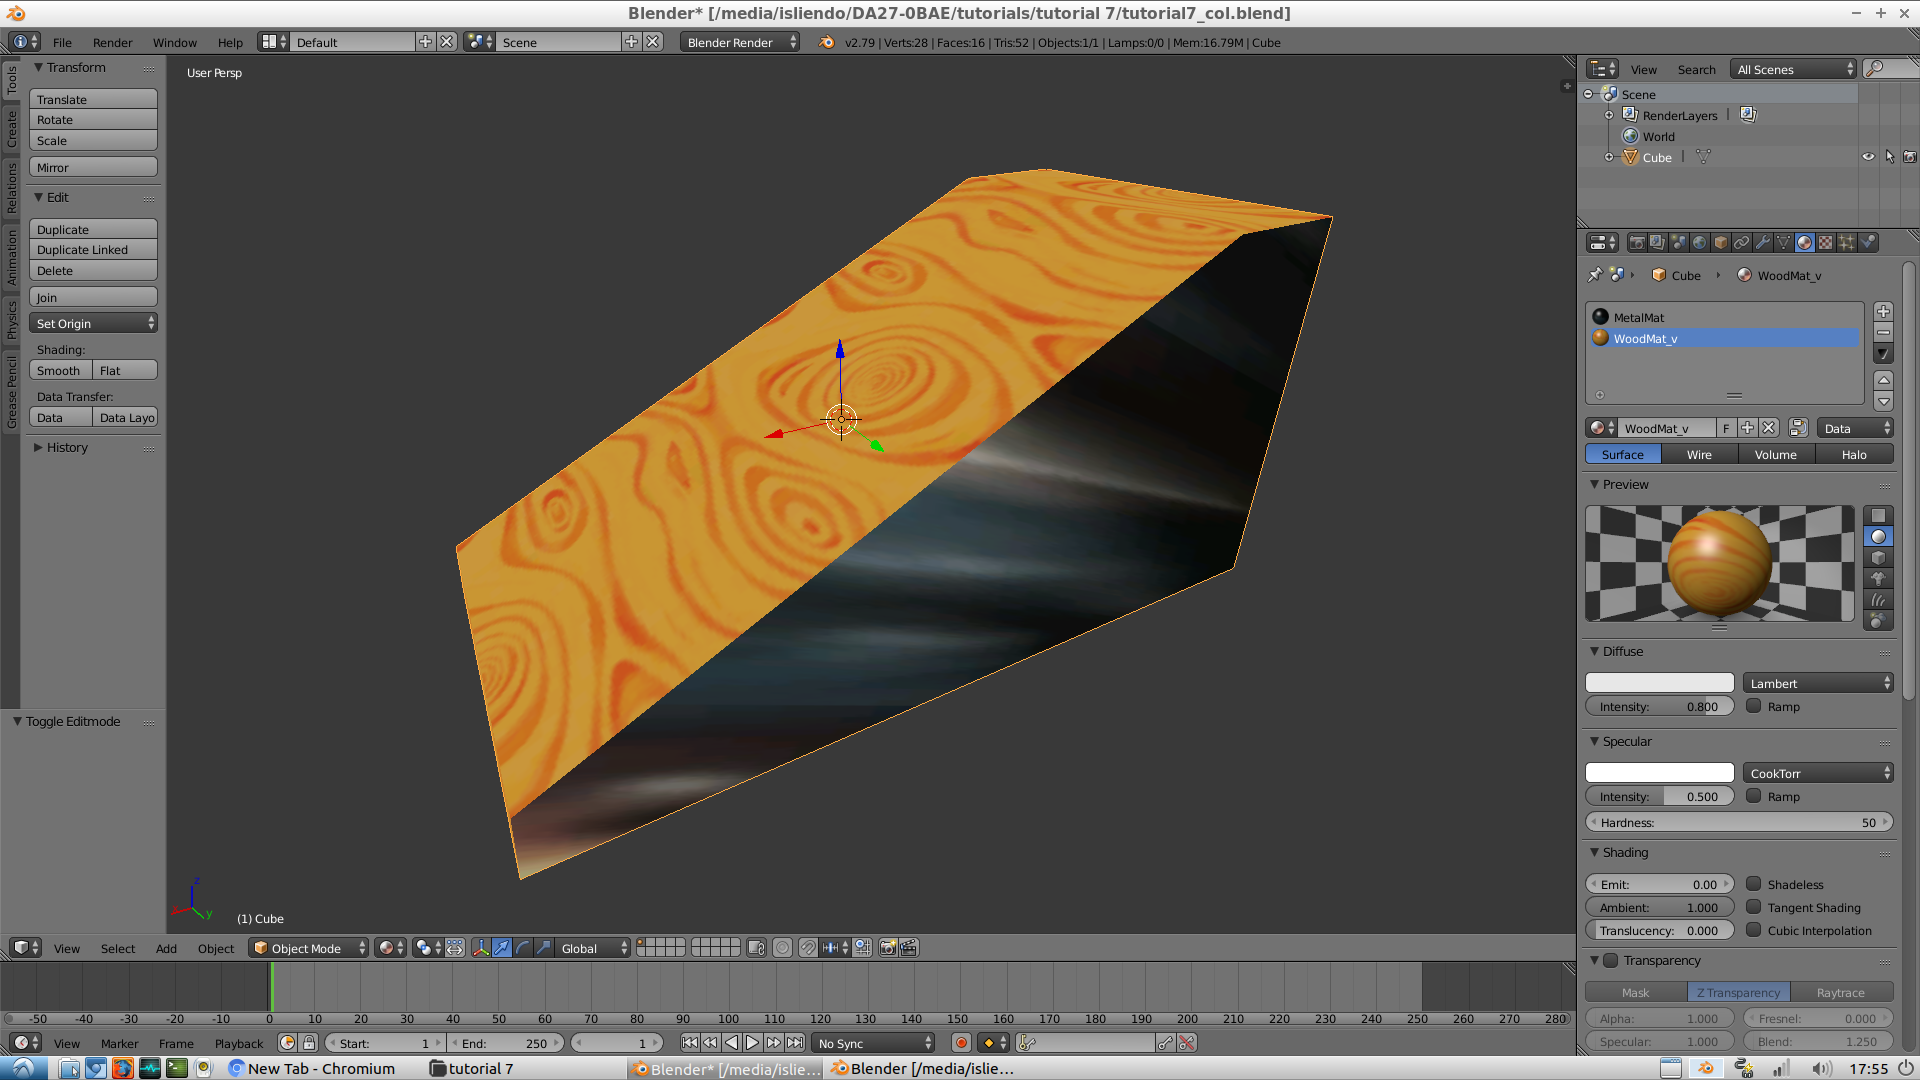 Blender* [/media/isliendo/DA27-0BAE/tutorials/tutorial 7/tutorial7_col.blend]
File Render Window Help Default Scene Blender Render v2.79 | Verts:28 | Faces:16 | Tris:52 | Objects:1/1 | Lamps:0/0 | Mem:16.79M | Cube
Tools
Create
Relations
Animation
Physics
Grease Pencil
Transform
Translate
Rotate
Scale
Mirror
Edit
Duplicate
Duplicate Linked
Delete
Join
Set Origin
Shading:
Smooth Flat
Data Transfer:
Data Data Layo
History
Toggle Editmode
User Persp
z
y
(1) Cube
View Select Add Object Object Mode Global
-50 -40 -30 -20 -10 0 10 20 30 40 50 60 70 80 90 100 110 120 130 140 150 160 170 180 190 200 210 220 230 240 250 260 270 280
View Marker Frame Playback Start: 1 End: 250 1 No Sync
View Search All Scenes
Scene
RenderLayers
World
Cube
Cube WoodMat_v
MetalMat
WoodMat_v
WoodMat_v F Data
Surface Wire Volume Halo
Preview
Diffuse
Lambert
Intensity: 0.800 Ramp
Specular
CookTorr
Intensity: 0.500 Ramp
Hardness: 50
Shading
Emit: 0.00 Shadeless
Ambient: 1.000 Tangent Shading
Translucency: 0.000 Cubic Interpolation
Transparency
Mask Z Transparency Raytrace
Alpha: 1.000 Fresnel: 0.000
Specular: 1.000 Blend: 1.250
New Tab - Chromium tutorial 7 Blender* [/media/islie... Blender [/media/islie... 17:55